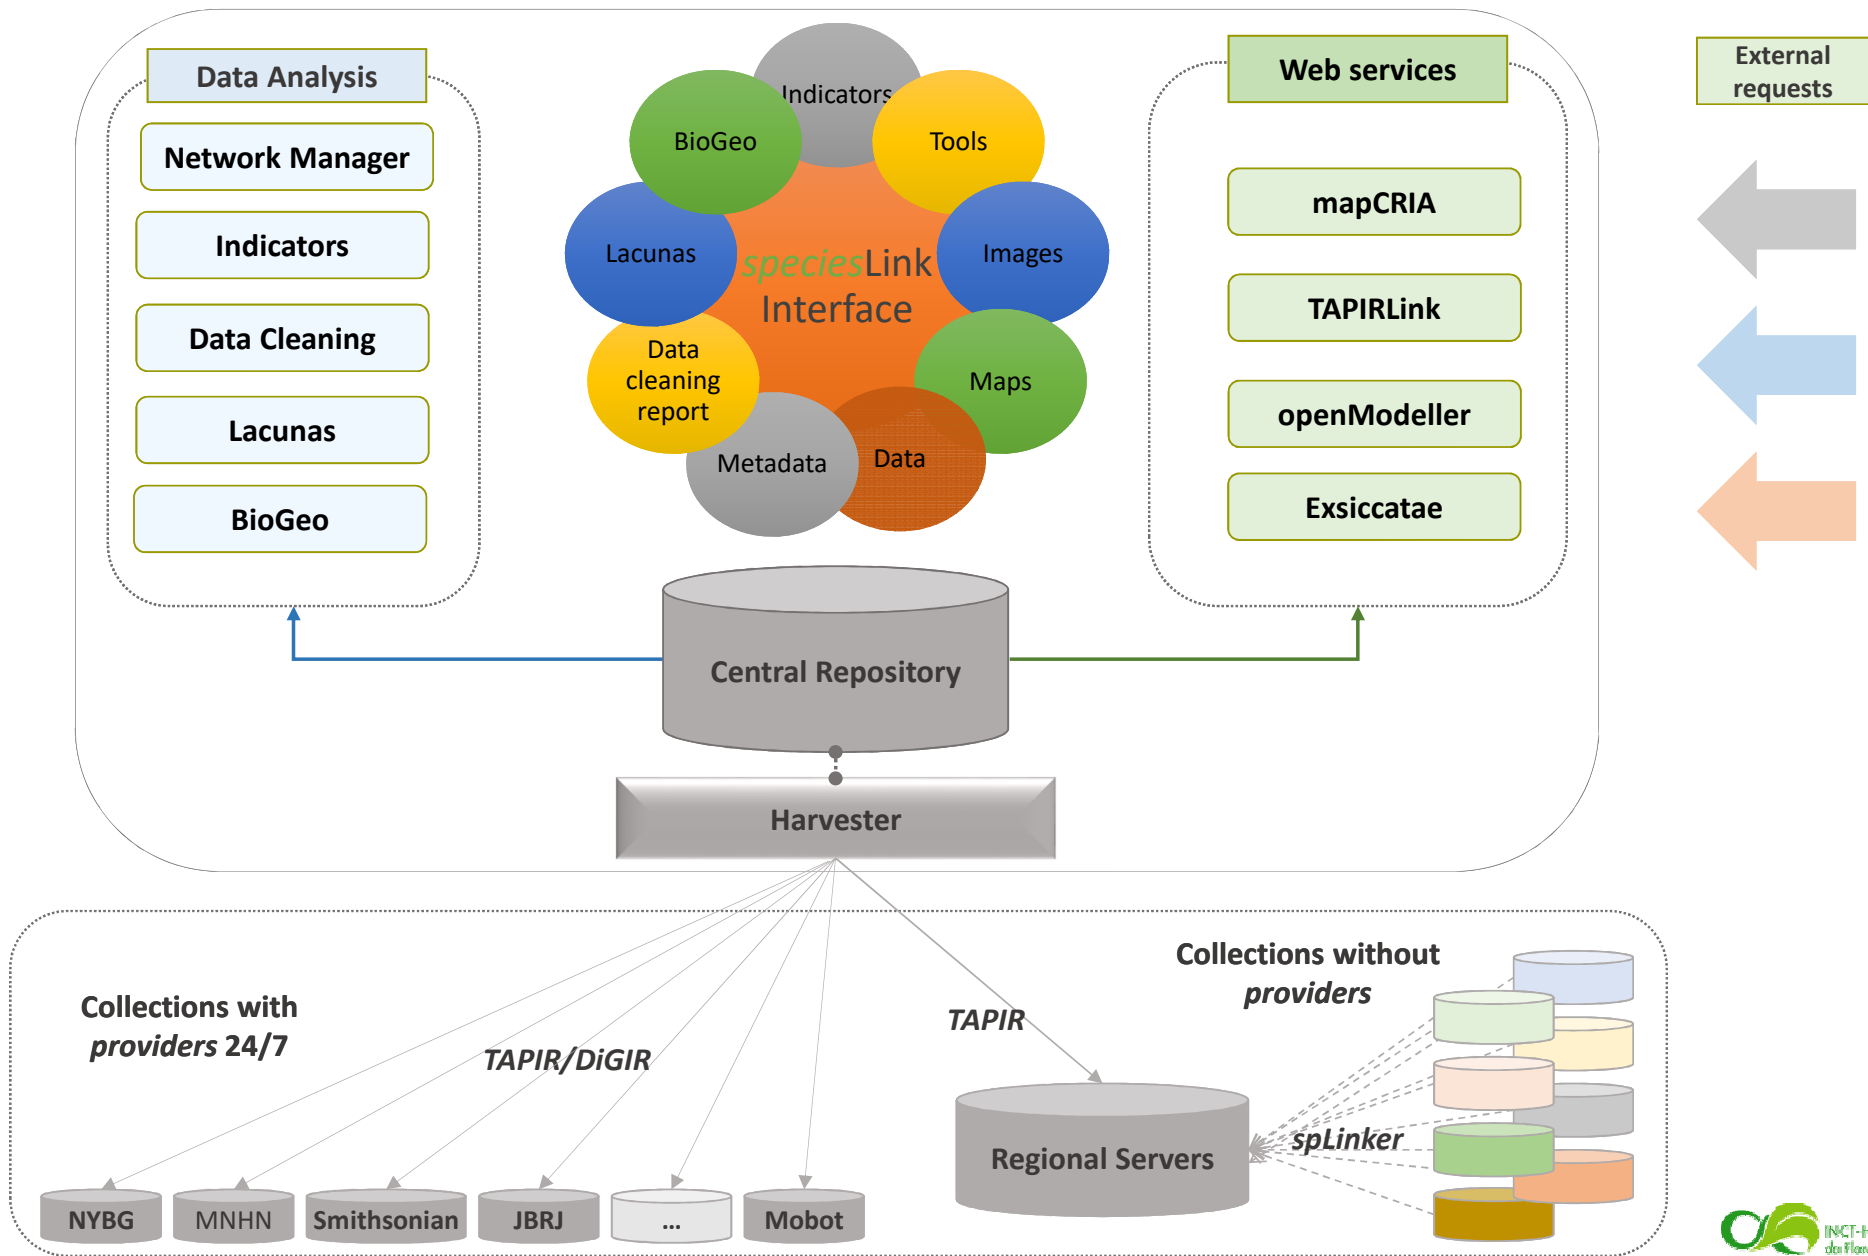 Data Analysis
Network Manager
Indicators
Data Cleaning
Lacunas
BioGeo
Indicators
BioGeo
Tools
Lacunas
Images
speciesLink
Interface
Data
cleaning
report
Maps
Metadata
Data
Web services
mapCRIA
TAPIRLink
openModeller
Exsiccatae
External
requests
Central Repository
Harvester
Collections with
providers 24/7
TAPIR/DiGIR
TAPIR
Collections without
providers
spLinker
Regional Servers
NYBG
MNHN
Smithsonian
JBRJ
...
Mobot